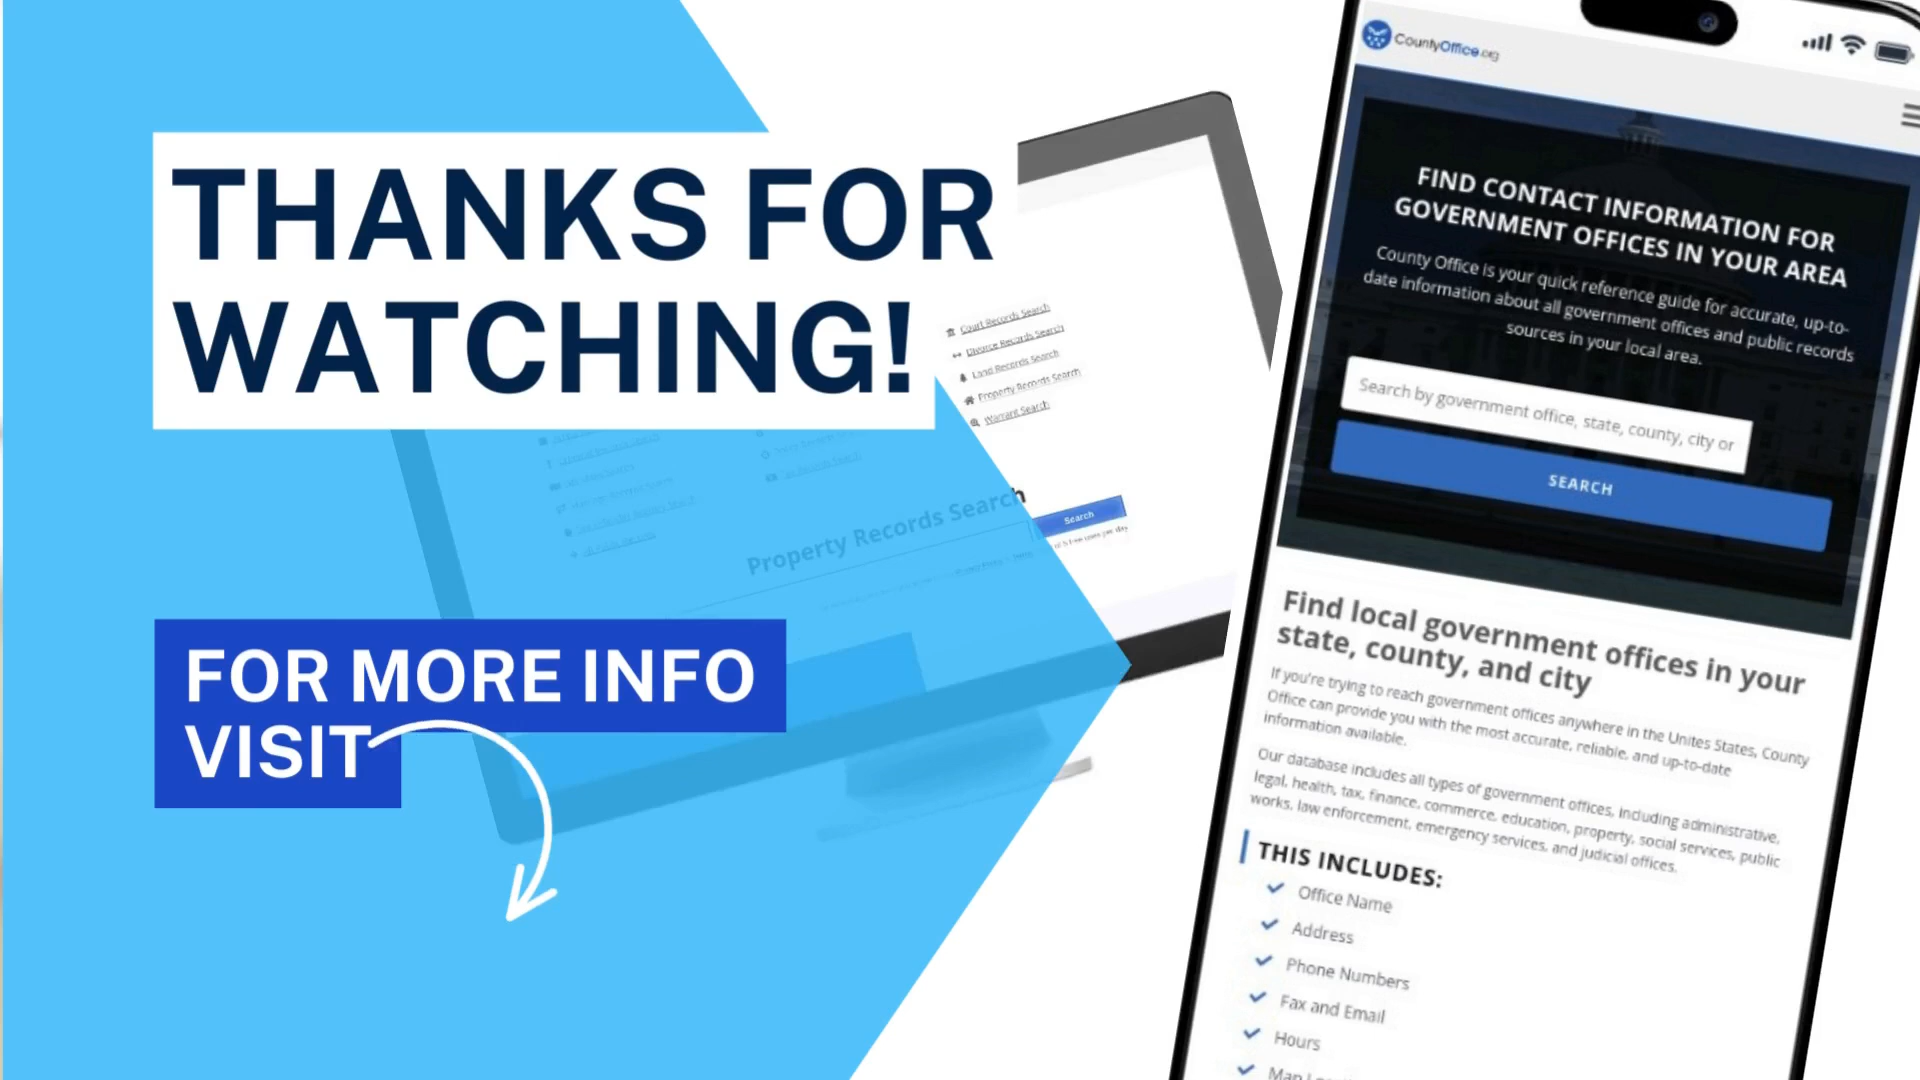 THANKS FOR
WATCHING!
FOR MORE INFO
VISIT
Court Records Search
Divorce Records Search
Land Records Search
Property Records Search
Warrant Search
Property Records Search
Search
CountyOffice.org
FIND CONTACT INFORMATION FOR
GOVERNMENT OFFICES IN YOUR AREA
County Office is your quick reference guide for accurate, up-to-
date information about all government offices and public records
sources in your local area.
Search by government office, state, county, city or
SEARCH
Find local government offices in your
state, county, and city
If you're trying to reach government offices anywhere in the Unites States, County
Office can provide you with the most accurate, reliable, and up-to-date
information available.
Our database includes all types of government offices, including administrative,
legal, health, tax, finance, commerce, education, property, social services, public
works, law enforcement, emergency services, and judicial offices.
THIS INCLUDES:
Office Name
Address
Phone Numbers
Fax and Email
Hours